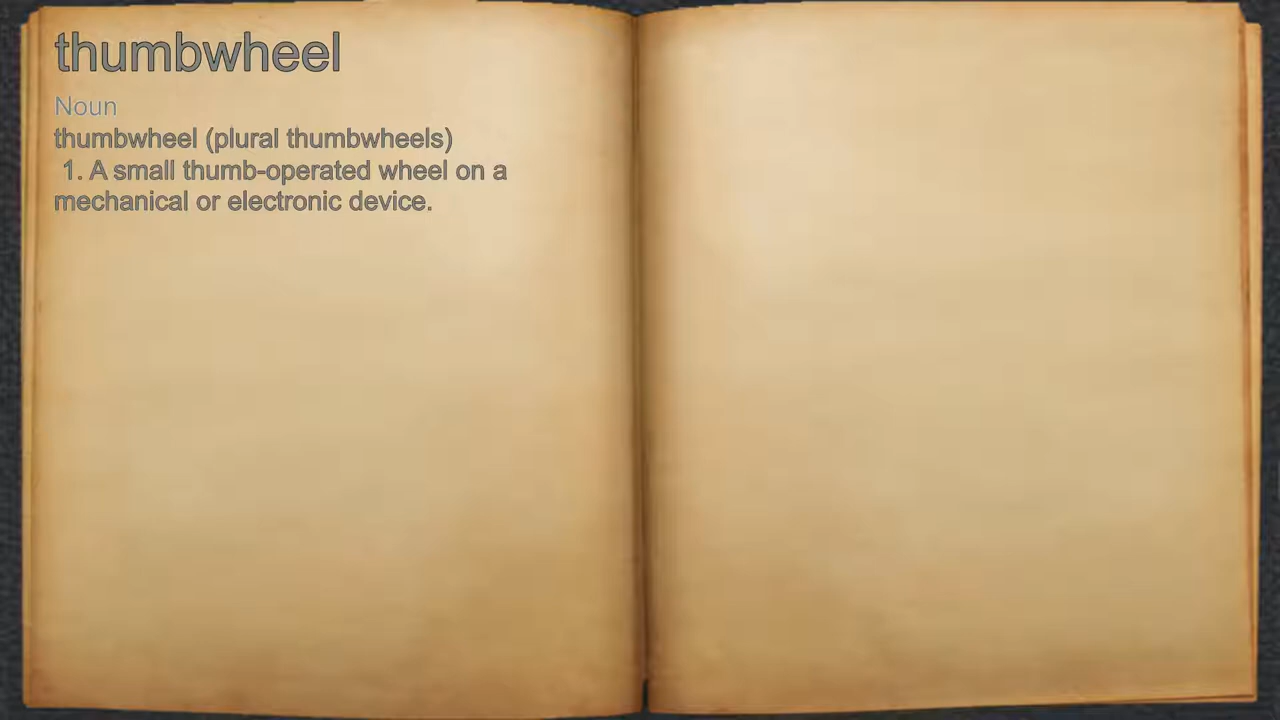 thumbwheel
Noun
thumbwheel (plural thumbwheels)
1. A small thumb-operated wheel on a
mechanical or electronic device.